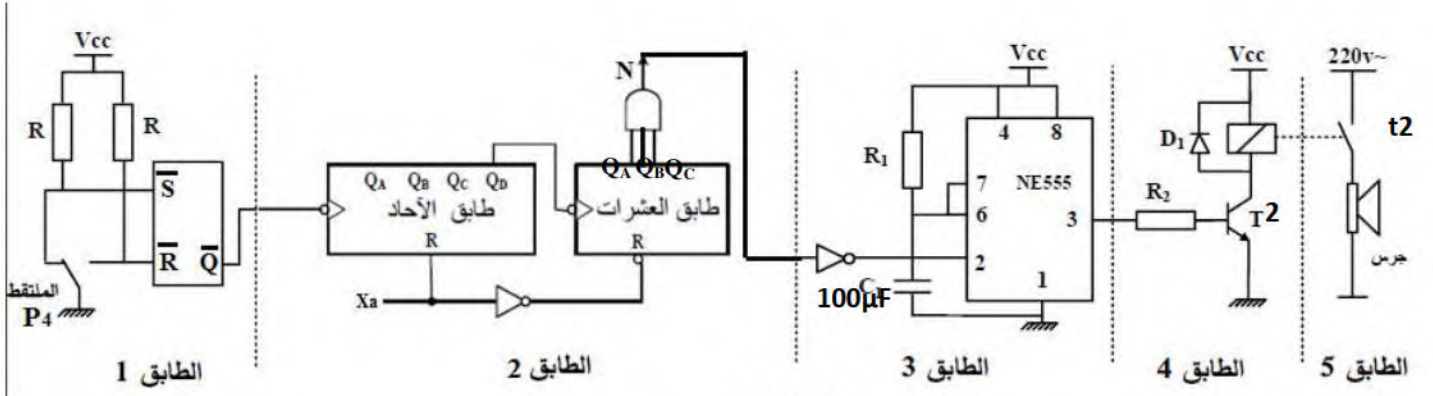 Vcc
R
R
S
R
Q
الملتقط
P4
الطابق 1
QA QB QC QD
طابق الآحاد
R
Xa
N
QA QB QC
طابق العشرات
R
الطابق 2
Vcc
R1
4 8
7
6
NE555
3
2
1
100µF
الطابق 3
Vcc
D1
R2
T2
الطابق 4
220v~
t2
جرس
الطابق 5